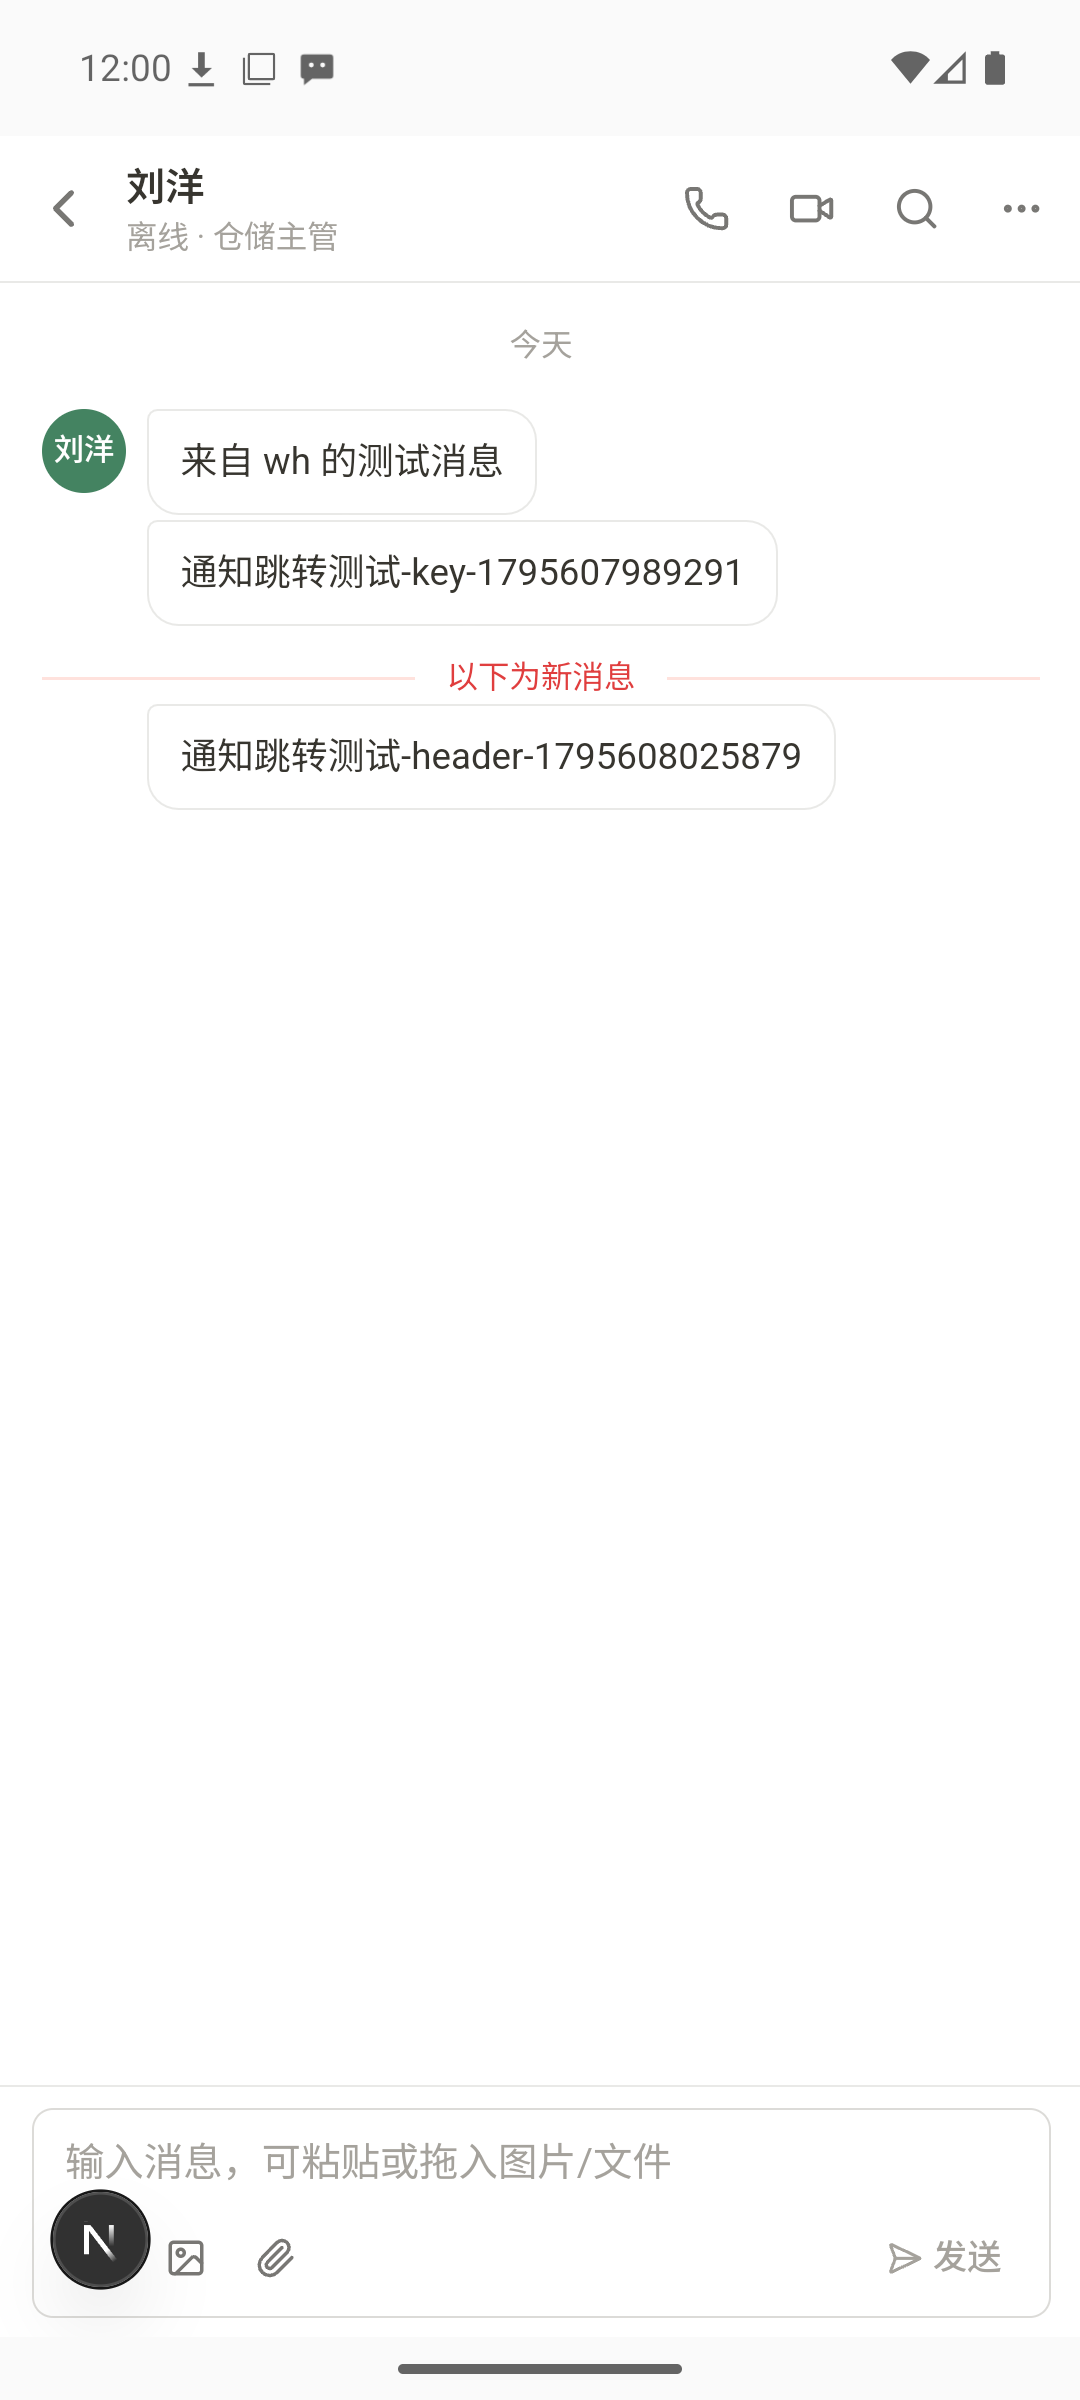 12:00
刘洋
离线 · 仓储主管
今天
刘洋
来自 wh 的测试消息
通知跳转测试-key-1795607989291
以下为新消息
通知跳转测试-header-1795608025879
输入消息，可粘贴或拖入图片/文件
N
发送